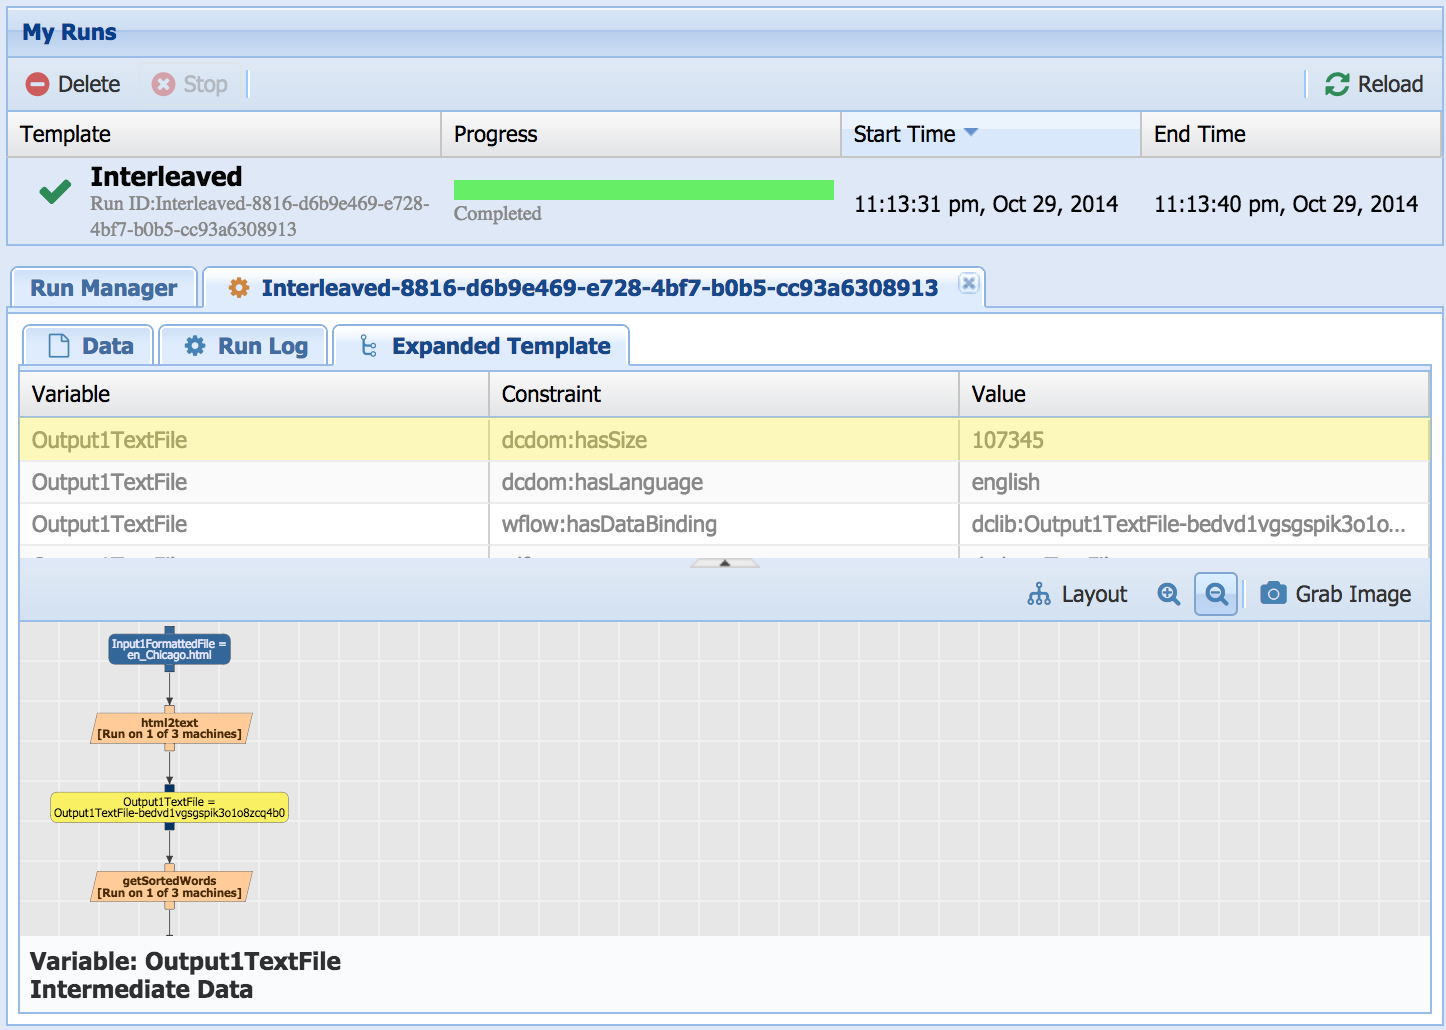 My Runs
Delete Stop Reload
Template Progress Start Time End Time
Interleaved
Run ID:Interleaved-8816-d6b9e469-e728-
4bf7-b0b5-cc93a6308913
Completed
11:13:31 pm, Oct 29, 2014 11:13:40 pm, Oct 29, 2014
Run Manager Interleaved-8816-d6b9e469-e728-4bf7-b0b5-cc93a6308913
Data Run Log Expanded Template
Variable Constraint Value
Output1TextFile dcdom:hasSize 107345
Output1TextFile dcdom:hasLanguage english
Output1TextFile wflow:hasDataBinding dclib:Output1TextFile-bedvd1vgsgspik3o1o...
Layout Grab Image
Input1FormattedFile =
en_Chicago.html
html2text
[Run on 1 of 3 machines]
Output1TextFile =
Output1TextFile-bedvd1vgsgspik3o1o8zcq4b0
getSortedWords
[Run on 1 of 3 machines]
Variable: Output1TextFile
Intermediate Data